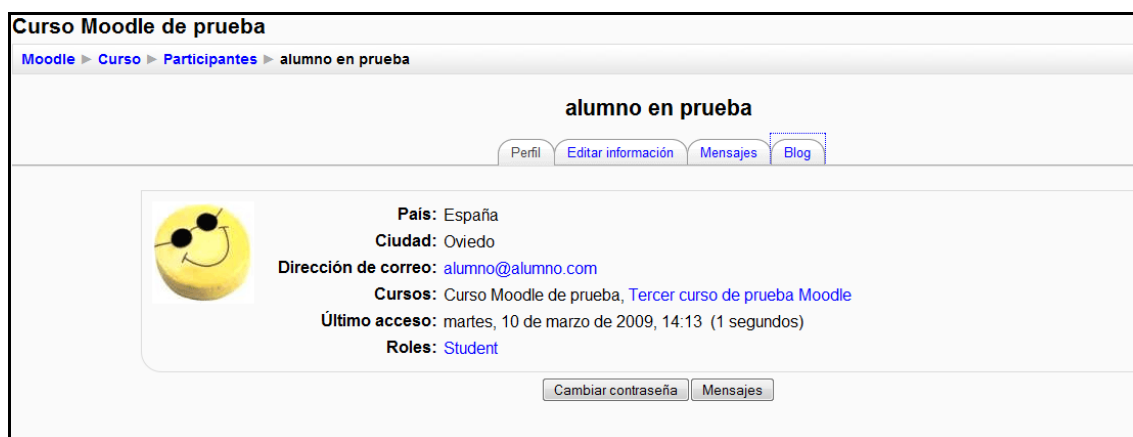 Curso Moodle de prueba
Moodle ► Curso ► Participantes ► alumno en prueba
alumno en prueba
Perfil Editar información Mensajes Blog
País: España
Ciudad: Oviedo
Dirección de correo: alumno@alumno.com
Cursos: Curso Moodle de prueba, Tercer curso de prueba Moodle
Último acceso: martes, 10 de marzo de 2009, 14:13 (1 segundos)
Roles: Student
Cambiar contraseña Mensajes